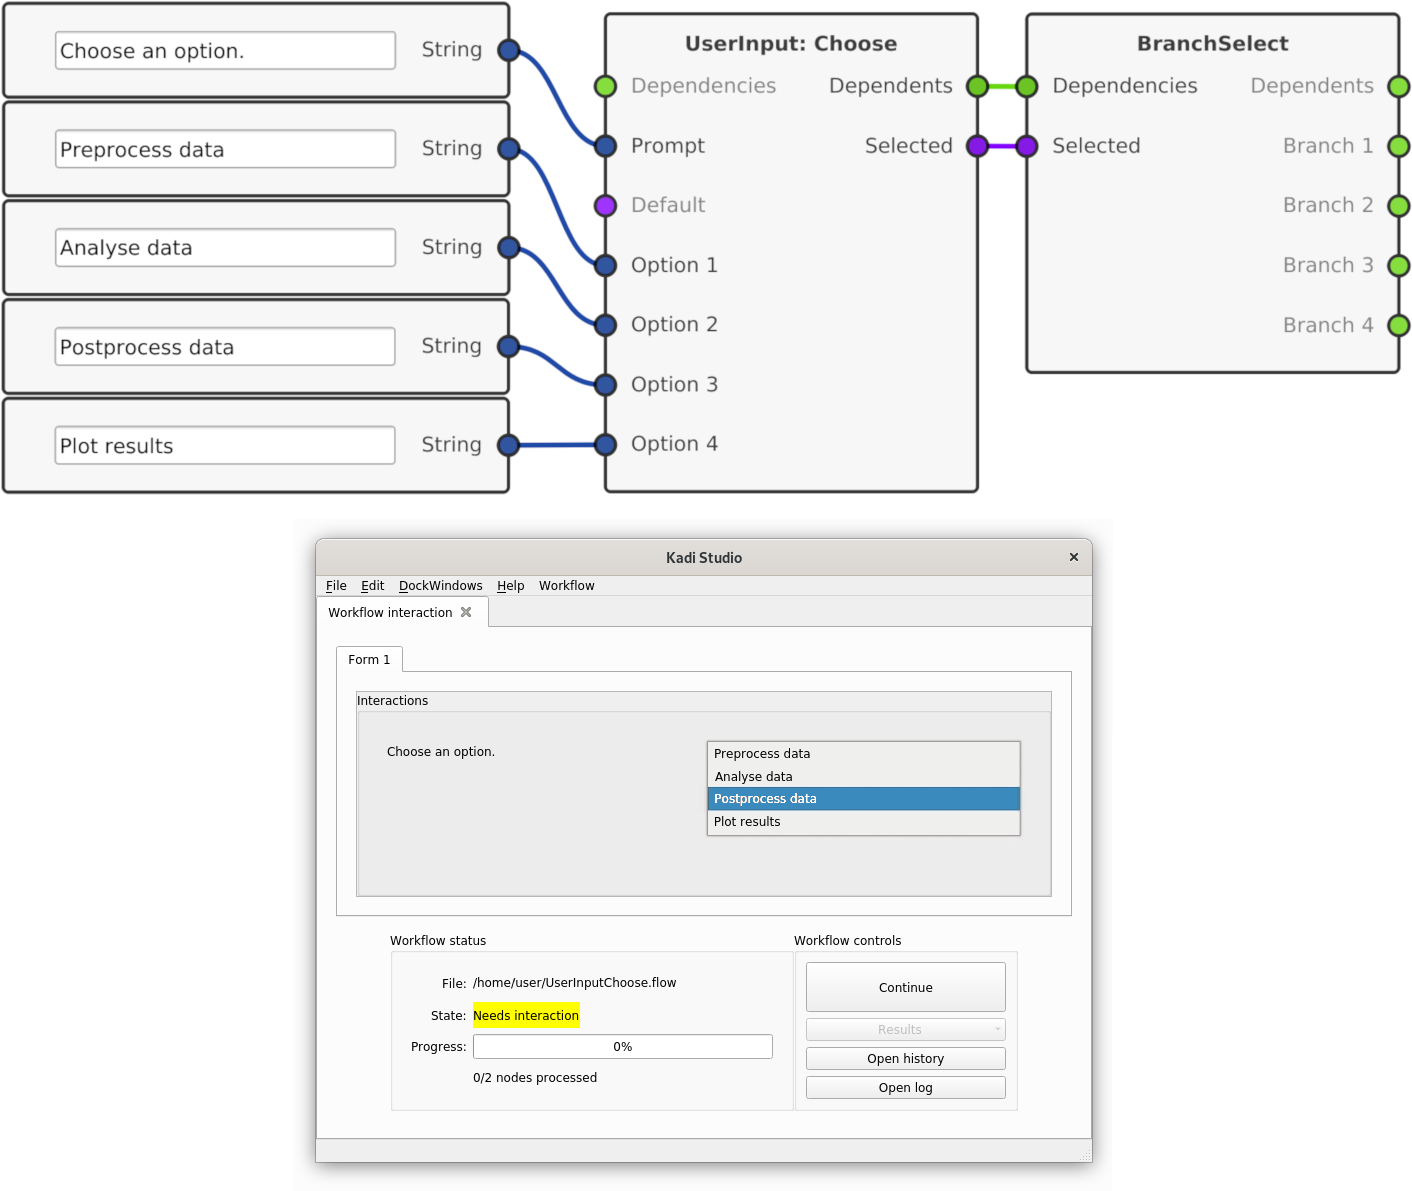 Choose an option.
String
Preprocess data
String
Analyse data
String
Postprocess data
String
Plot results
String
UserInput: Choose
Dependencies
Dependents
Prompt
Selected
Default
Option 1
Option 2
Option 3
Option 4
BranchSelect
Dependencies
Dependents
Selected
Branch 1
Branch 2
Branch 3
Branch 4
Kadi Studio
File Edit DockWindows Help Workflow
Workflow interaction
Form 1
Interactions
Choose an option.
Preprocess data
Analyse data
Postprocess data
Plot results
Workflow status
File: /home/user/UserInputChoose.flow
State: Needs interaction
Progress: 0%
0/2 nodes processed
Workflow controls
Continue
Results
Open history
Open log